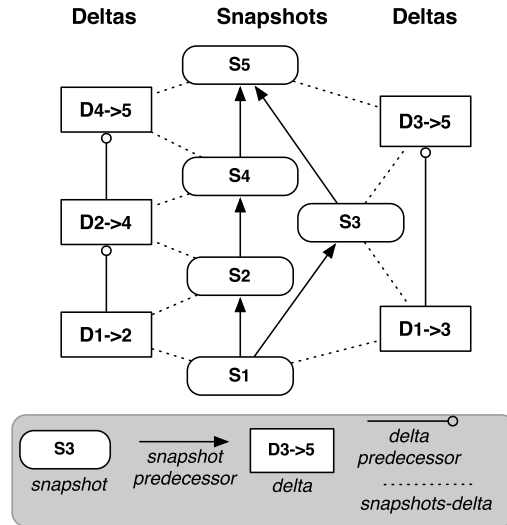 Deltas Snapshots Deltas
S5
D4->5
D3->5
S4
D2->4
S3
S2
D1->2
D1->3
S1
S3
snapshot
snapshot
predecessor
D3->5
delta
delta
predecessor
snapshots-delta